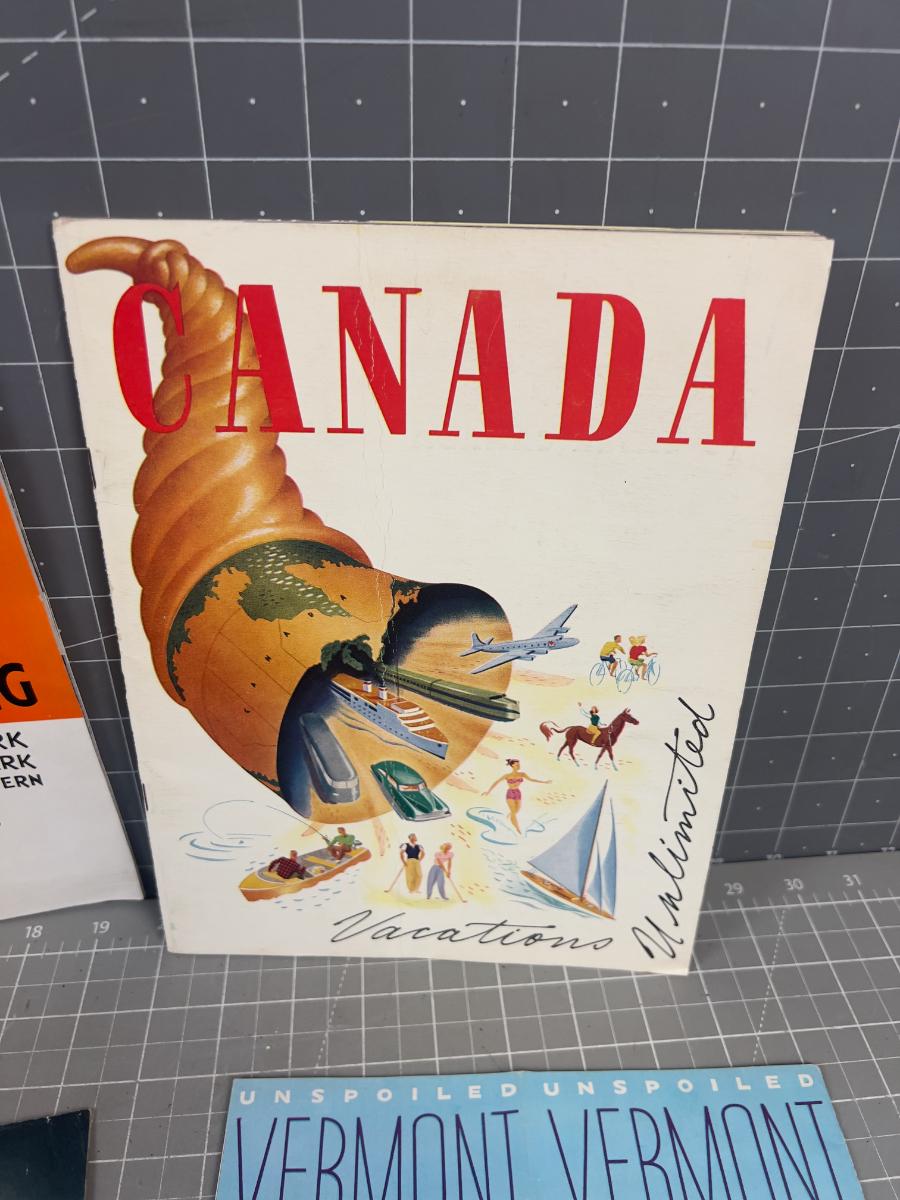 CANADA
Vacations Unlimited
G
RK
RK
ERN
18 19
29 30 31
UNSPOILED UNSPOILED
VERMONT VERMONT